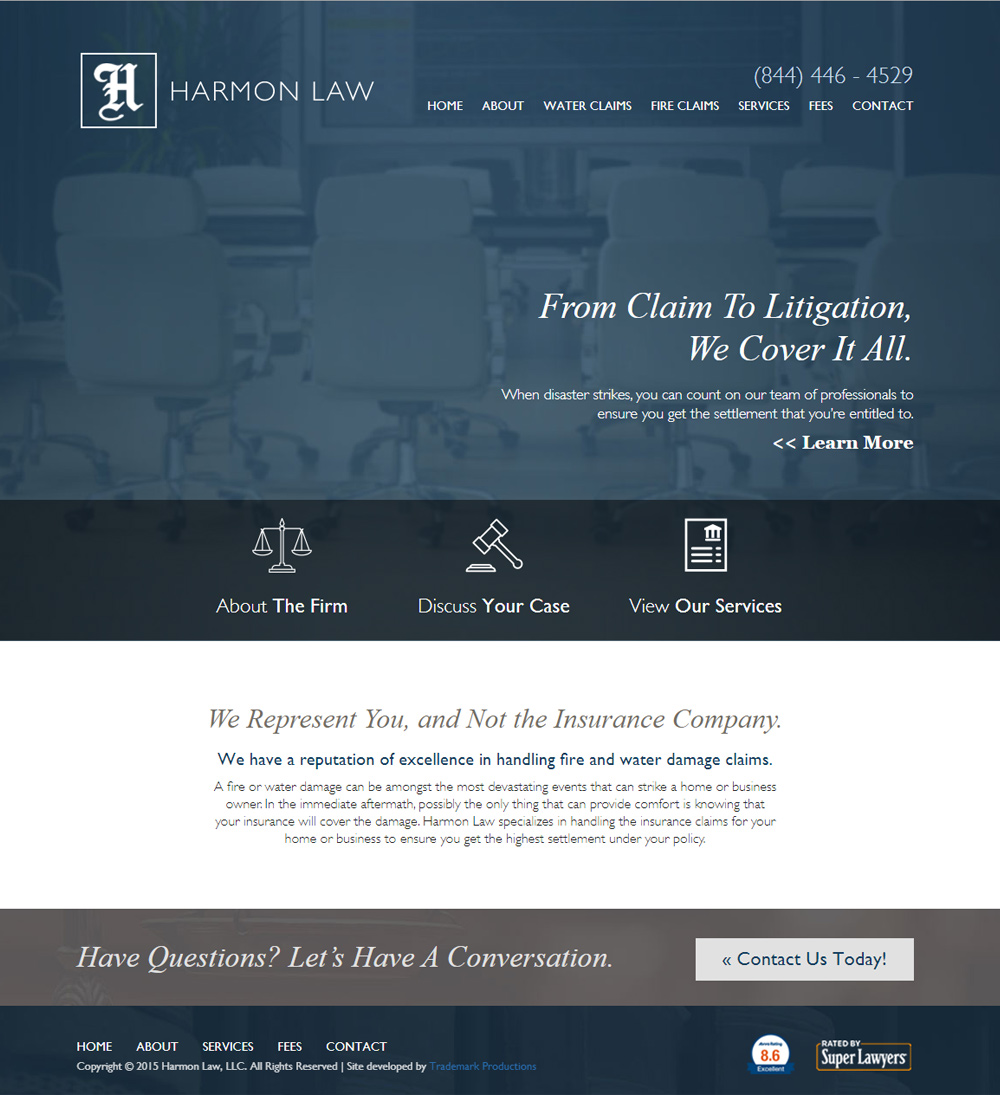 H
HARMON LAW
(844) 446 - 4529
HOME ABOUT WATER CLAIMS FIRE CLAIMS SERVICES FEES CONTACT
From Claim To Litigation,
We Cover It All.
When disaster strikes, you can count on our team of professionals to
ensure you get the settlement that you're entitled to.
<< Learn More
About The Firm
Discuss Your Case
View Our Services
We Represent You, and Not the Insurance Company.
We have a reputation of excellence in handling fire and water damage claims.
A fire or water damage can be amongst the most devastating events that can strike a home or business
owner. In the immediate aftermath, possibly the only thing that can provide comfort is knowing that
your insurance will cover the damage. Harmon Law specializes in handling the insurance claims for your
home or business to ensure you get the highest settlement under your policy.
Have Questions? Let's Have A Conversation.
« Contact Us Today!
HOME ABOUT SERVICES FEES CONTACT
Copyright © 2015 Harmon Law, LLC. All Rights Reserved | Site developed by Trademark Productions
Avvo Rating
8.6
Excellent
RATED BY
Super Lawyers